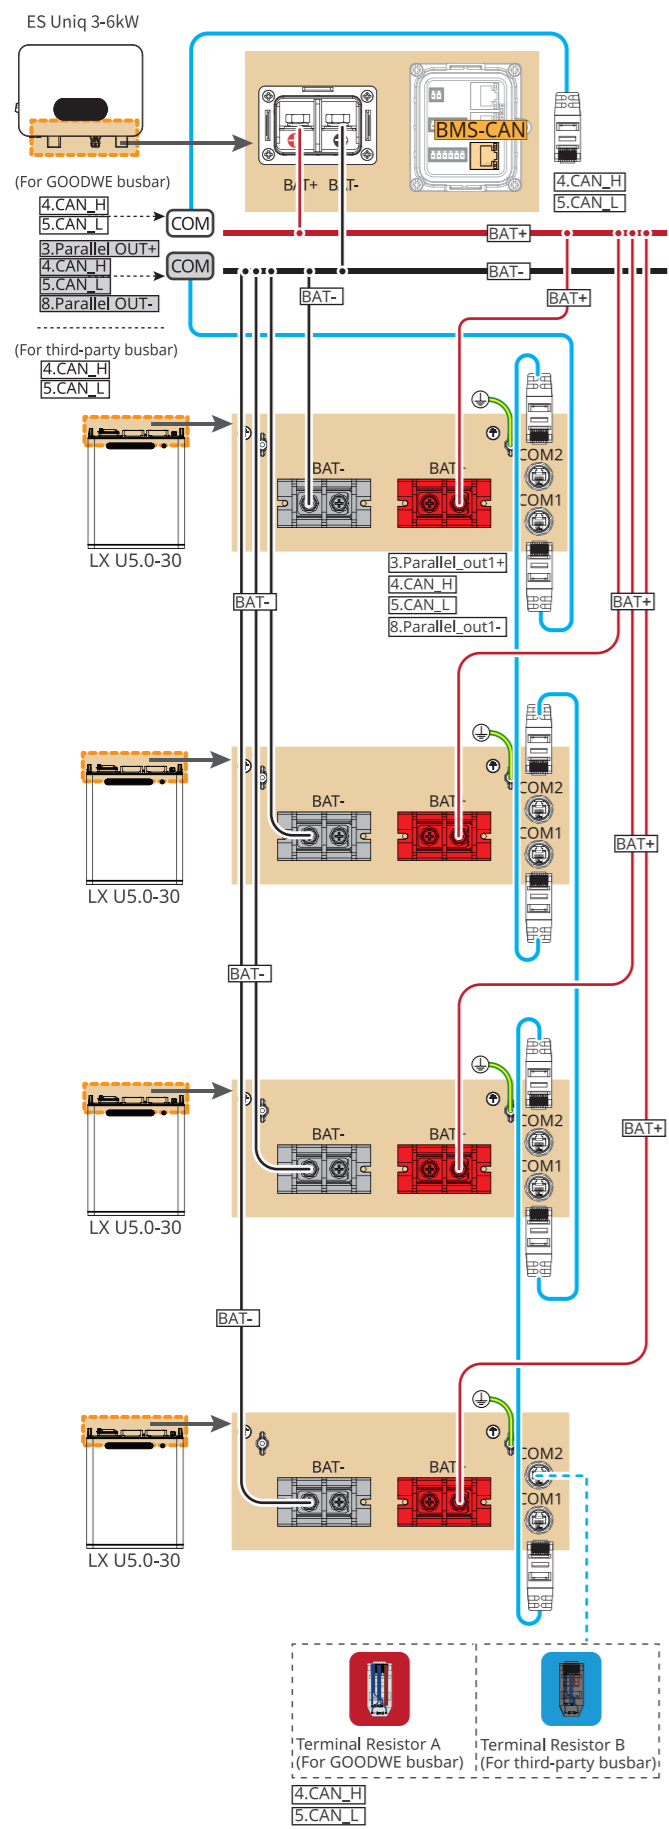 ES Uniq 3-6kW
BMS-CAN
BAT+ BAT-
4.CAN_H
5.CAN_L
(For GOODWE busbar)
4.CAN_H
5.CAN_L
COM
BAT+
3.Parallel OUT+
4.CAN_H
5.CAN_L
8.Parallel OUT-
COM
BAT-
BAT-
BAT+
(For third-party busbar)
4.CAN_H
5.CAN_L
COM2
BAT-
BAT+
COM1
LX U5.0-30
3.Parallel_out1+
4.CAN_H
5.CAN_L
8.Parallel_out1-
BAT-
BAT+
COM2
BAT-
BAT+
COM1
BAT+
LX U5.0-30
BAT-
COM2
BAT-
BAT+
COM1
BAT+
LX U5.0-30
BAT-
COM2
BAT-
BAT+
COM1
LX U5.0-30
Terminal Resistor A
(For GOODWE busbar)
Terminal Resistor B
(For third-party busbar)
4.CAN_H
5.CAN_L